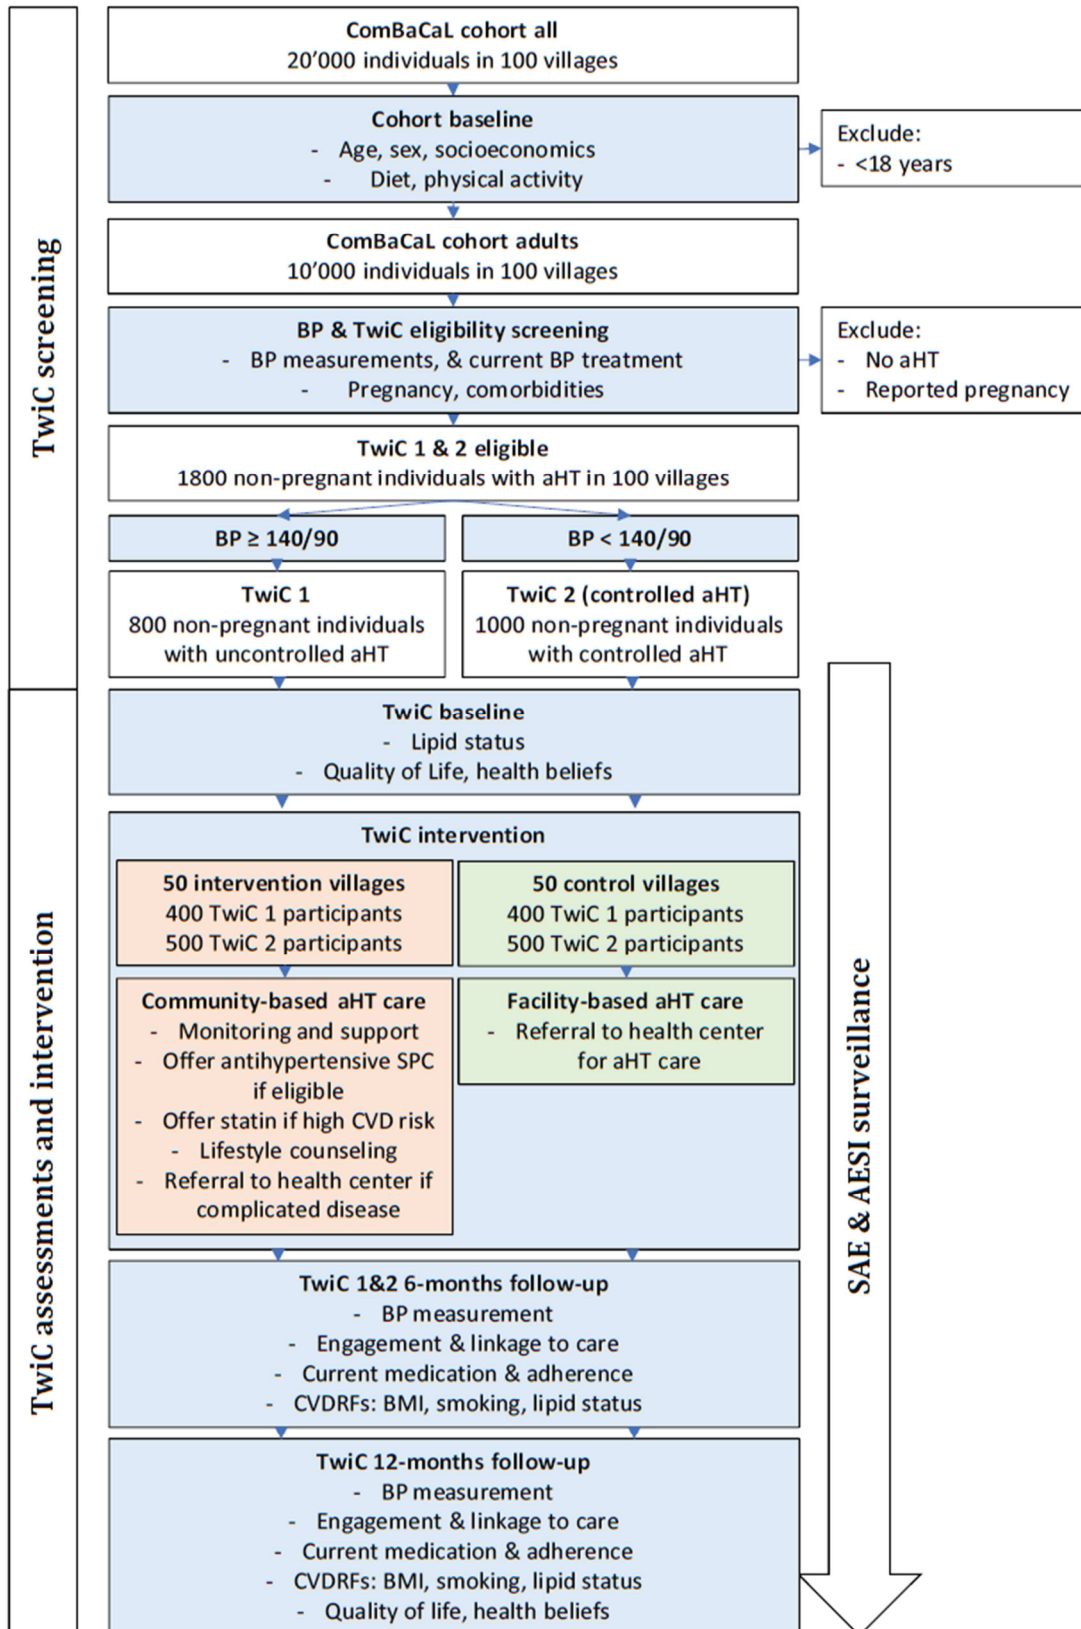 ComBaCaL cohort all
20’000 individuals in 100 villages
Cohort baseline
- Age, sex, socioeconomics
- Diet, physical activity
Exclude:
- <18 years
ComBaCaL cohort adults
10’000 individuals in 100 villages
TwiC screening
BP & TwiC eligibility screening
- BP measurements, & current BP treatment
- Pregnancy, comorbidities
Exclude:
- No aHT
- Reported pregnancy
TwiC 1 & 2 eligible
1800 non-pregnant individuals with aHT in 100 villages
BP ≥ 140/90
BP < 140/90
TwiC 1
800 non-pregnant individuals
with uncontrolled aHT
TwiC 2 (controlled aHT)
1000 non-pregnant individuals
with controlled aHT
TwiC assessments and intervention
TwiC baseline
- Lipid status
- Quality of Life, health beliefs
TwiC intervention
50 intervention villages
400 TwiC 1 participants
500 TwiC 2 participants
50 control villages
400 TwiC 1 participants
500 TwiC 2 participants
Community-based aHT care
- Monitoring and support
- Offer antihypertensive SPC
if eligible
- Offer statin if high CVD risk
- Lifestyle counseling
- Referral to health center if
complicated disease
Facility-based aHT care
- Referral to health center
for aHT care
SAE & AESI surveillance
TwiC 1&2 6-months follow-up
- BP measurement
- Engagement & linkage to care
- Current medication & adherence
- CVDRFs: BMI, smoking, lipid status
TwiC 12-months follow-up
- BP measurement
- Engagement & linkage to care
- Current medication & adherence
- CVDRFs: BMI, smoking, lipid status
- Quality of life, health beliefs